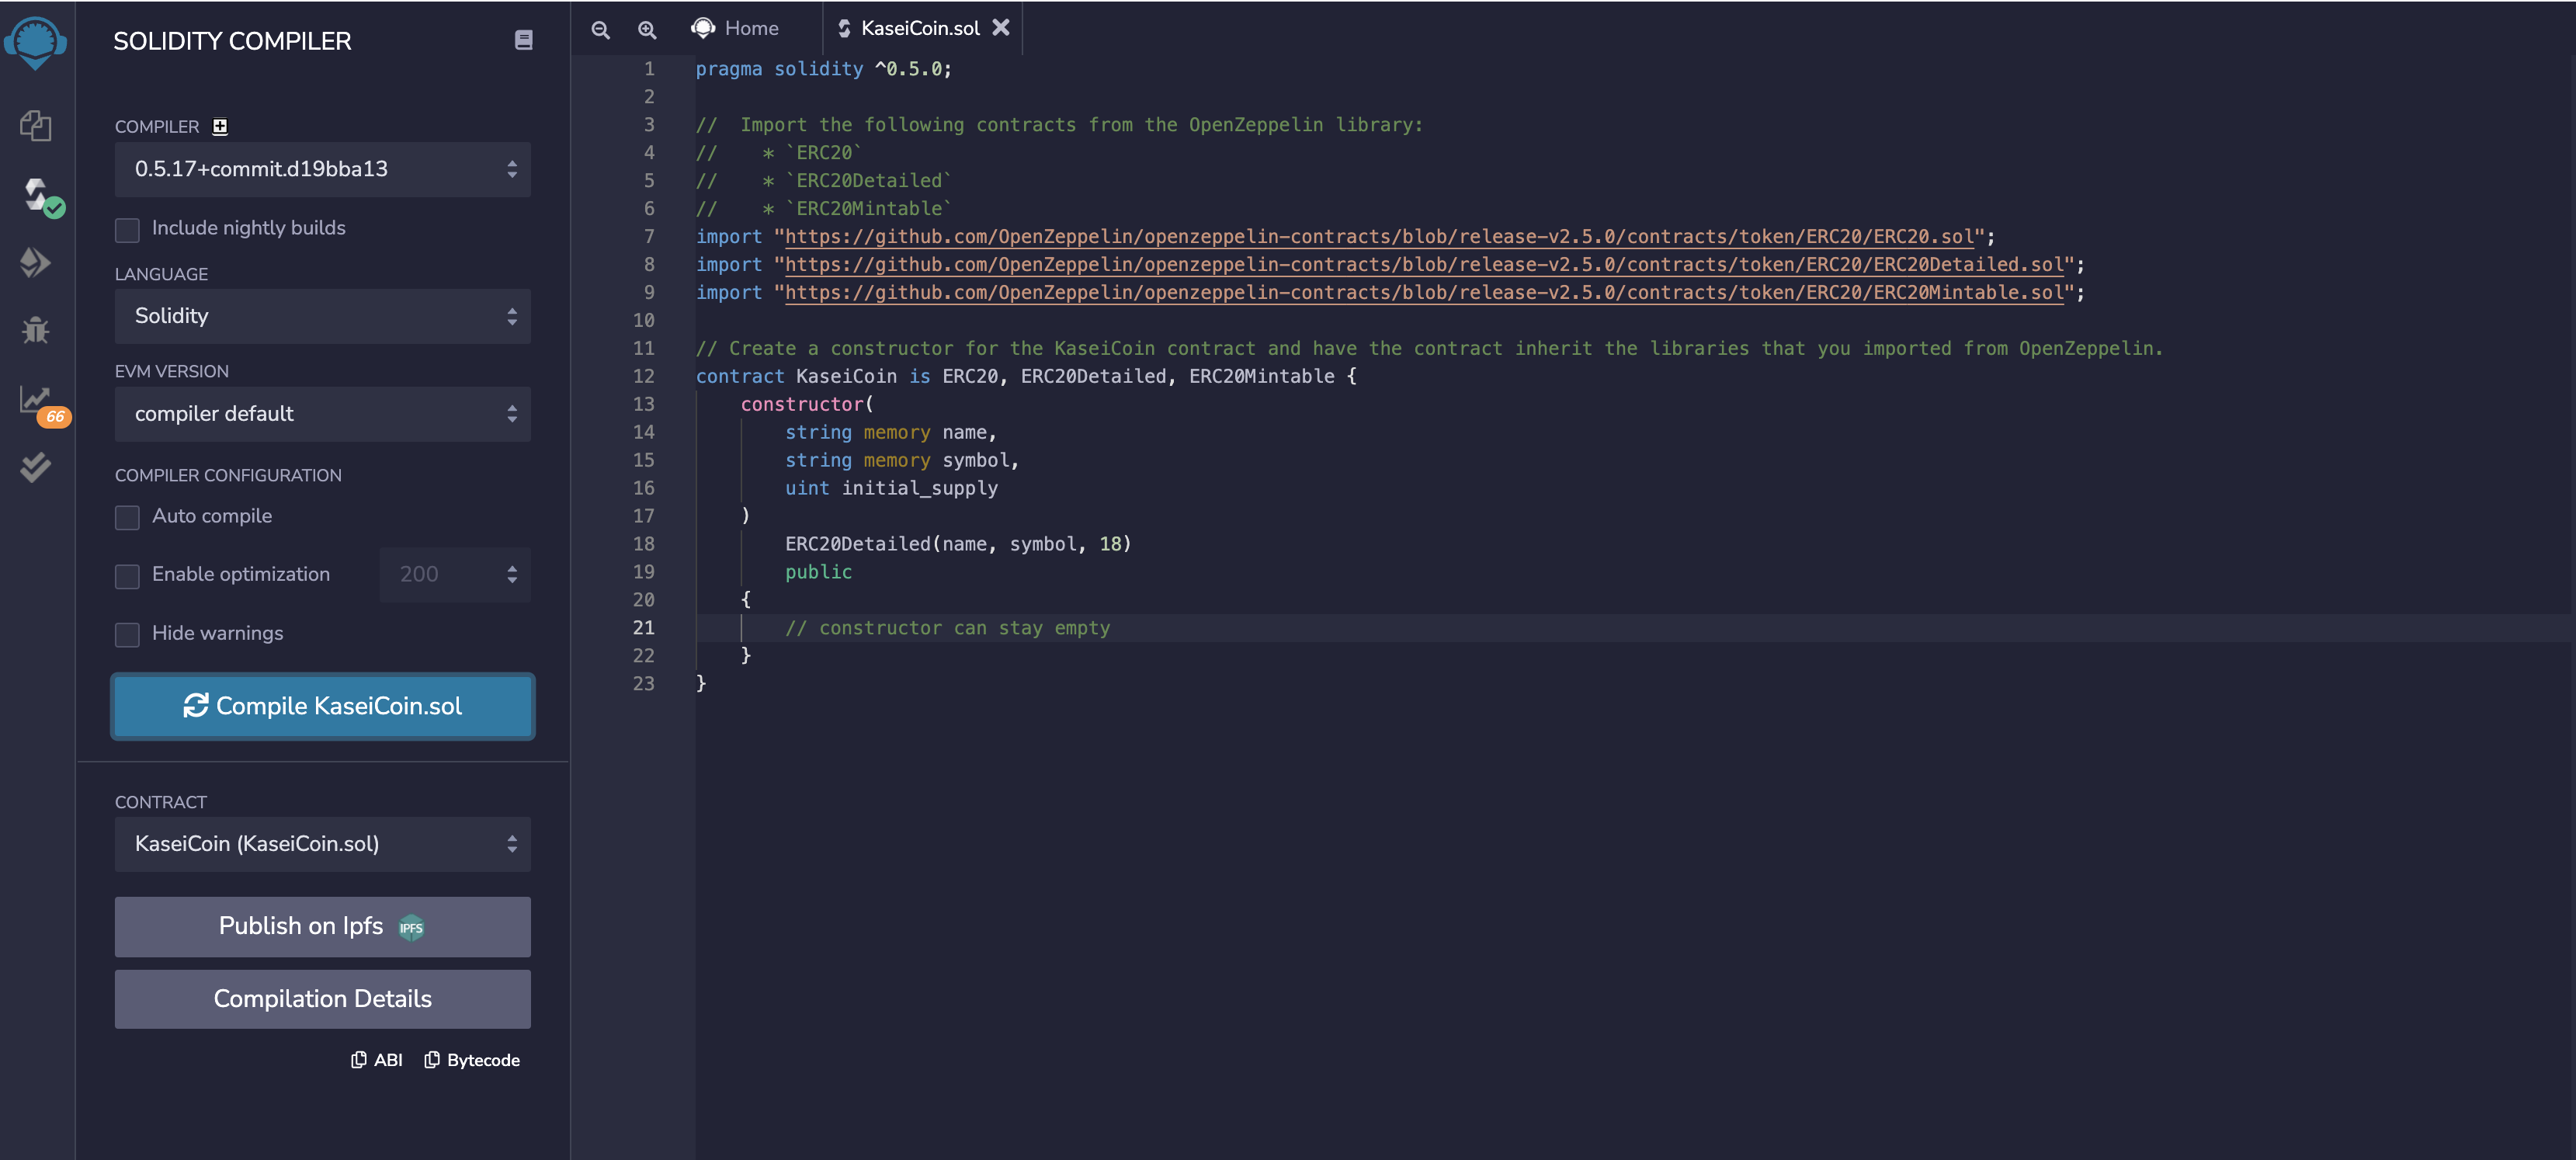 SOLIDITY COMPILER
COMPILER
0.5.17+commit.d19bba13
Include nightly builds
LANGUAGE
Solidity
EVM VERSION
compiler default
66
COMPILER CONFIGURATION
Auto compile
Enable optimization
200
Hide warnings
Compile KaseiCoin.sol
CONTRACT
KaseiCoin (KaseiCoin.sol)
Publish on Ipfs IPFS
Compilation Details
ABI Bytecode
Home KaseiCoin.sol
1 pragma solidity ^0.5.0;
2
3 //  Import the following contracts from the OpenZeppelin library:
4 //    * `ERC20`
5 //    * `ERC20Detailed`
6 //    * `ERC20Mintable`
7 import "https://github.com/OpenZeppelin/openzeppelin-contracts/blob/release-v2.5.0/contracts/token/ERC20/ERC20.sol";
8 import "https://github.com/OpenZeppelin/openzeppelin-contracts/blob/release-v2.5.0/contracts/token/ERC20/ERC20Detailed.sol";
9 import "https://github.com/OpenZeppelin/openzeppelin-contracts/blob/release-v2.5.0/contracts/token/ERC20/ERC20Mintable.sol";
10
11 // Create a constructor for the KaseiCoin contract and have the contract inherit the libraries that you imported from OpenZeppelin.
12 contract KaseiCoin is ERC20, ERC20Detailed, ERC20Mintable {
13     constructor(
14         string memory name,
15         string memory symbol,
16         uint initial_supply
17     )
18         ERC20Detailed(name, symbol, 18)
19         public
20     {
21         // constructor can stay empty
22     }
23 }